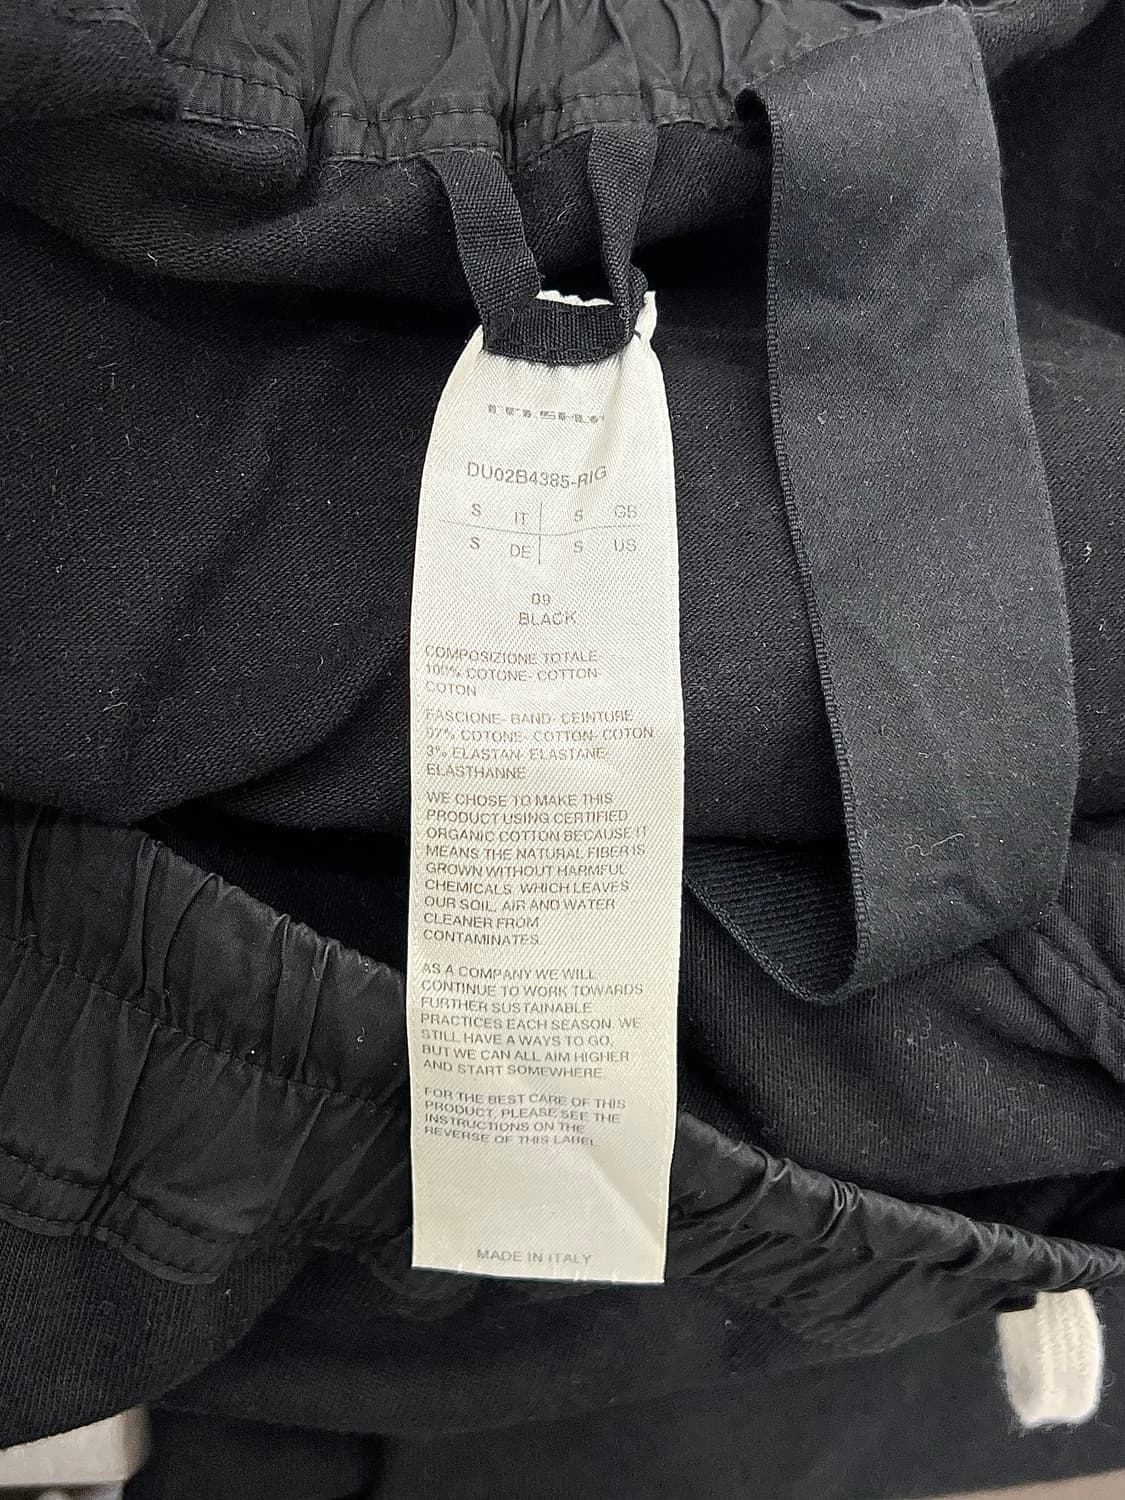 DU02B4385-RIG
S IT S GB
S DE S US
09
BLACK
COMPOSIZIONE TOTALE-
100% COTONE- COTTON-
COTON
FASCIONE- BAND- CEINTURE
97% COTONE- COTTON- COTON
3% ELASTAN- ELASTANE-
ELASTHANNE
WE CHOSE TO MAKE THIS
PRODUCT USING CERTIFIED
ORGANIC COTTON BECAUSE IT
MEANS THE NATURAL FIBER IS
GROWN WITHOUT HARMFUL
CHEMICALS, WHICH LEAVES
OUR SOIL, AIR AND WATER
CLEANER FROM
CONTAMINATES.
AS A COMPANY WE WILL
CONTINUE TO WORK TOWARDS
FURTHER SUSTAINABLE
PRACTICES EACH SEASON. WE
STILL HAVE A WAYS TO GO,
BUT WE CAN ALL AIM HIGHER
AND START SOMEWHERE.
FOR THE BEST CARE OF THIS
PRODUCT, PLEASE SEE THE
INSTRUCTIONS ON THE
REVERSE OF THIS LABEL
MADE IN ITALY